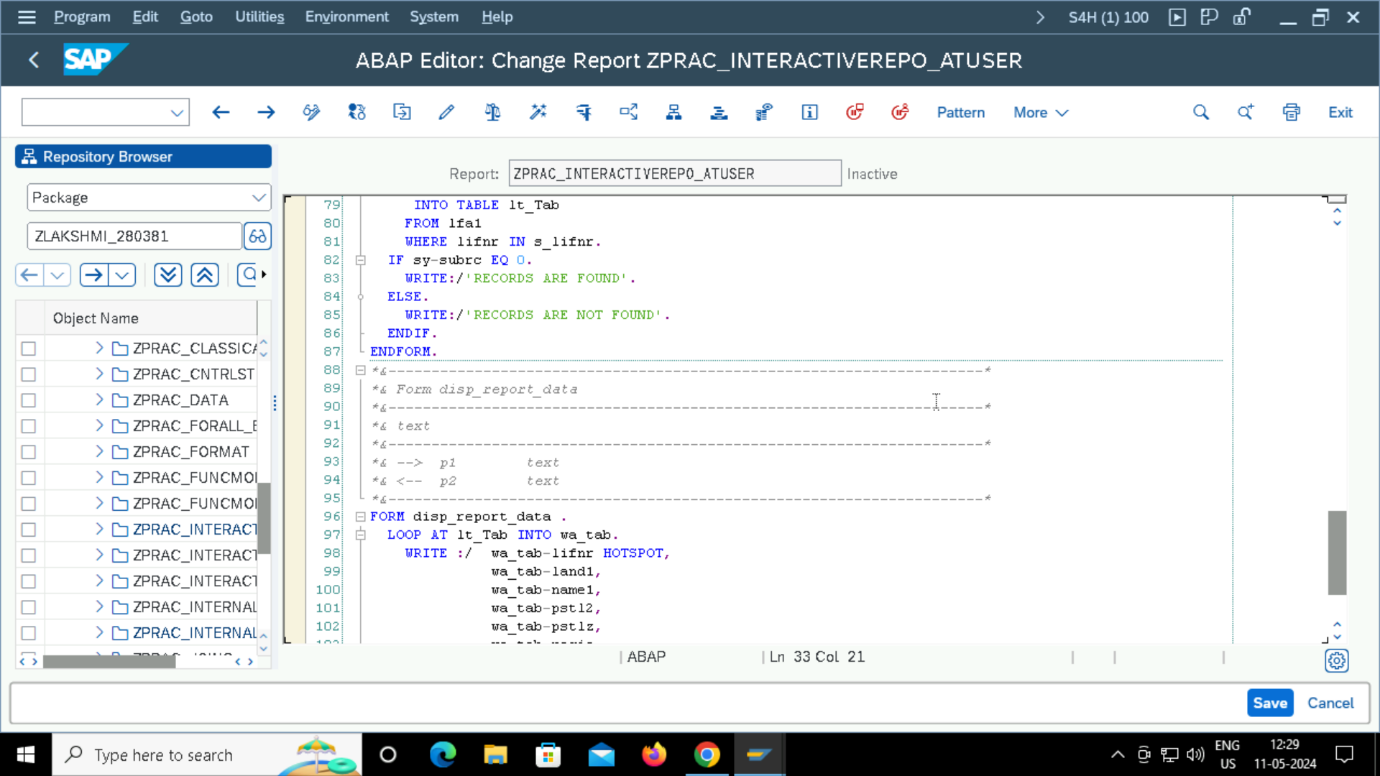 Program Edit Goto Utilities Environment System Help S4H (1) 100
SAP ABAP Editor: Change Report ZPRAC_INTERACTIVEREPO_ATUSER
Pattern More Exit
Repository Browser
Report: ZPRAC_INTERACTIVEREPO_ATUSER Inactive
Package
ZLAKSHMI_280381
Object Name
ZPRAC_CLASSICA
ZPRAC_CNTRLST
ZPRAC_DATA
ZPRAC_FORALL_E
ZPRAC_FORMAT
ZPRAC_FUNCMO
ZPRAC_FUNCMO
ZPRAC_INTERACT
ZPRAC_INTERACT
ZPRAC_INTERACT
ZPRAC_INTERNAL
ZPRAC_INTERNAL
79 INTO TABLE lt_Tab
80 FROM lfa1
81 WHERE lifnr IN s_lifnr.
82 IF sy-subrc EQ 0.
83 WRITE:/'RECORDS ARE FOUND'.
84 ELSE.
85 WRITE:/'RECORDS ARE NOT FOUND'.
86 ENDIF.
87 ENDFORM.
88 *&---------------------------------------------------------------------*
89 *& Form disp_report_data
90 *&---------------------------------------------------------------------*
91 *& text
92 *&---------------------------------------------------------------------*
93 *& --> p1 text
94 *& <-- p2 text
95 *&---------------------------------------------------------------------*
96 FORM disp_report_data .
97 LOOP AT lt_Tab INTO wa_tab.
98 WRITE :/ wa_tab-lifnr HOTSPOT,
99 wa_tab-land1,
100 wa_tab-name1,
101 wa_tab-pstl2,
102 wa_tab-pstlz,
ABAP Ln 33 Col 21
Save Cancel
Type here to search
ENG
US
12:29
11-05-2024